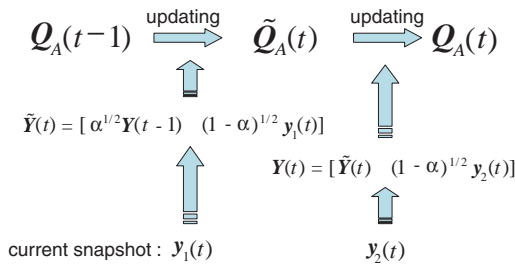 updating updating
Q_A(t−1) Q̃_A(t) Q_A(t)
Ỹ(t) = [ α^{1/2}Y(t - 1) (1 - α)^{1/2} y_1(t)]
Y(t) = [ Ỹ(t) (1 - α)^{1/2} y_2(t)]
current snapshot : y_1(t) y_2(t)